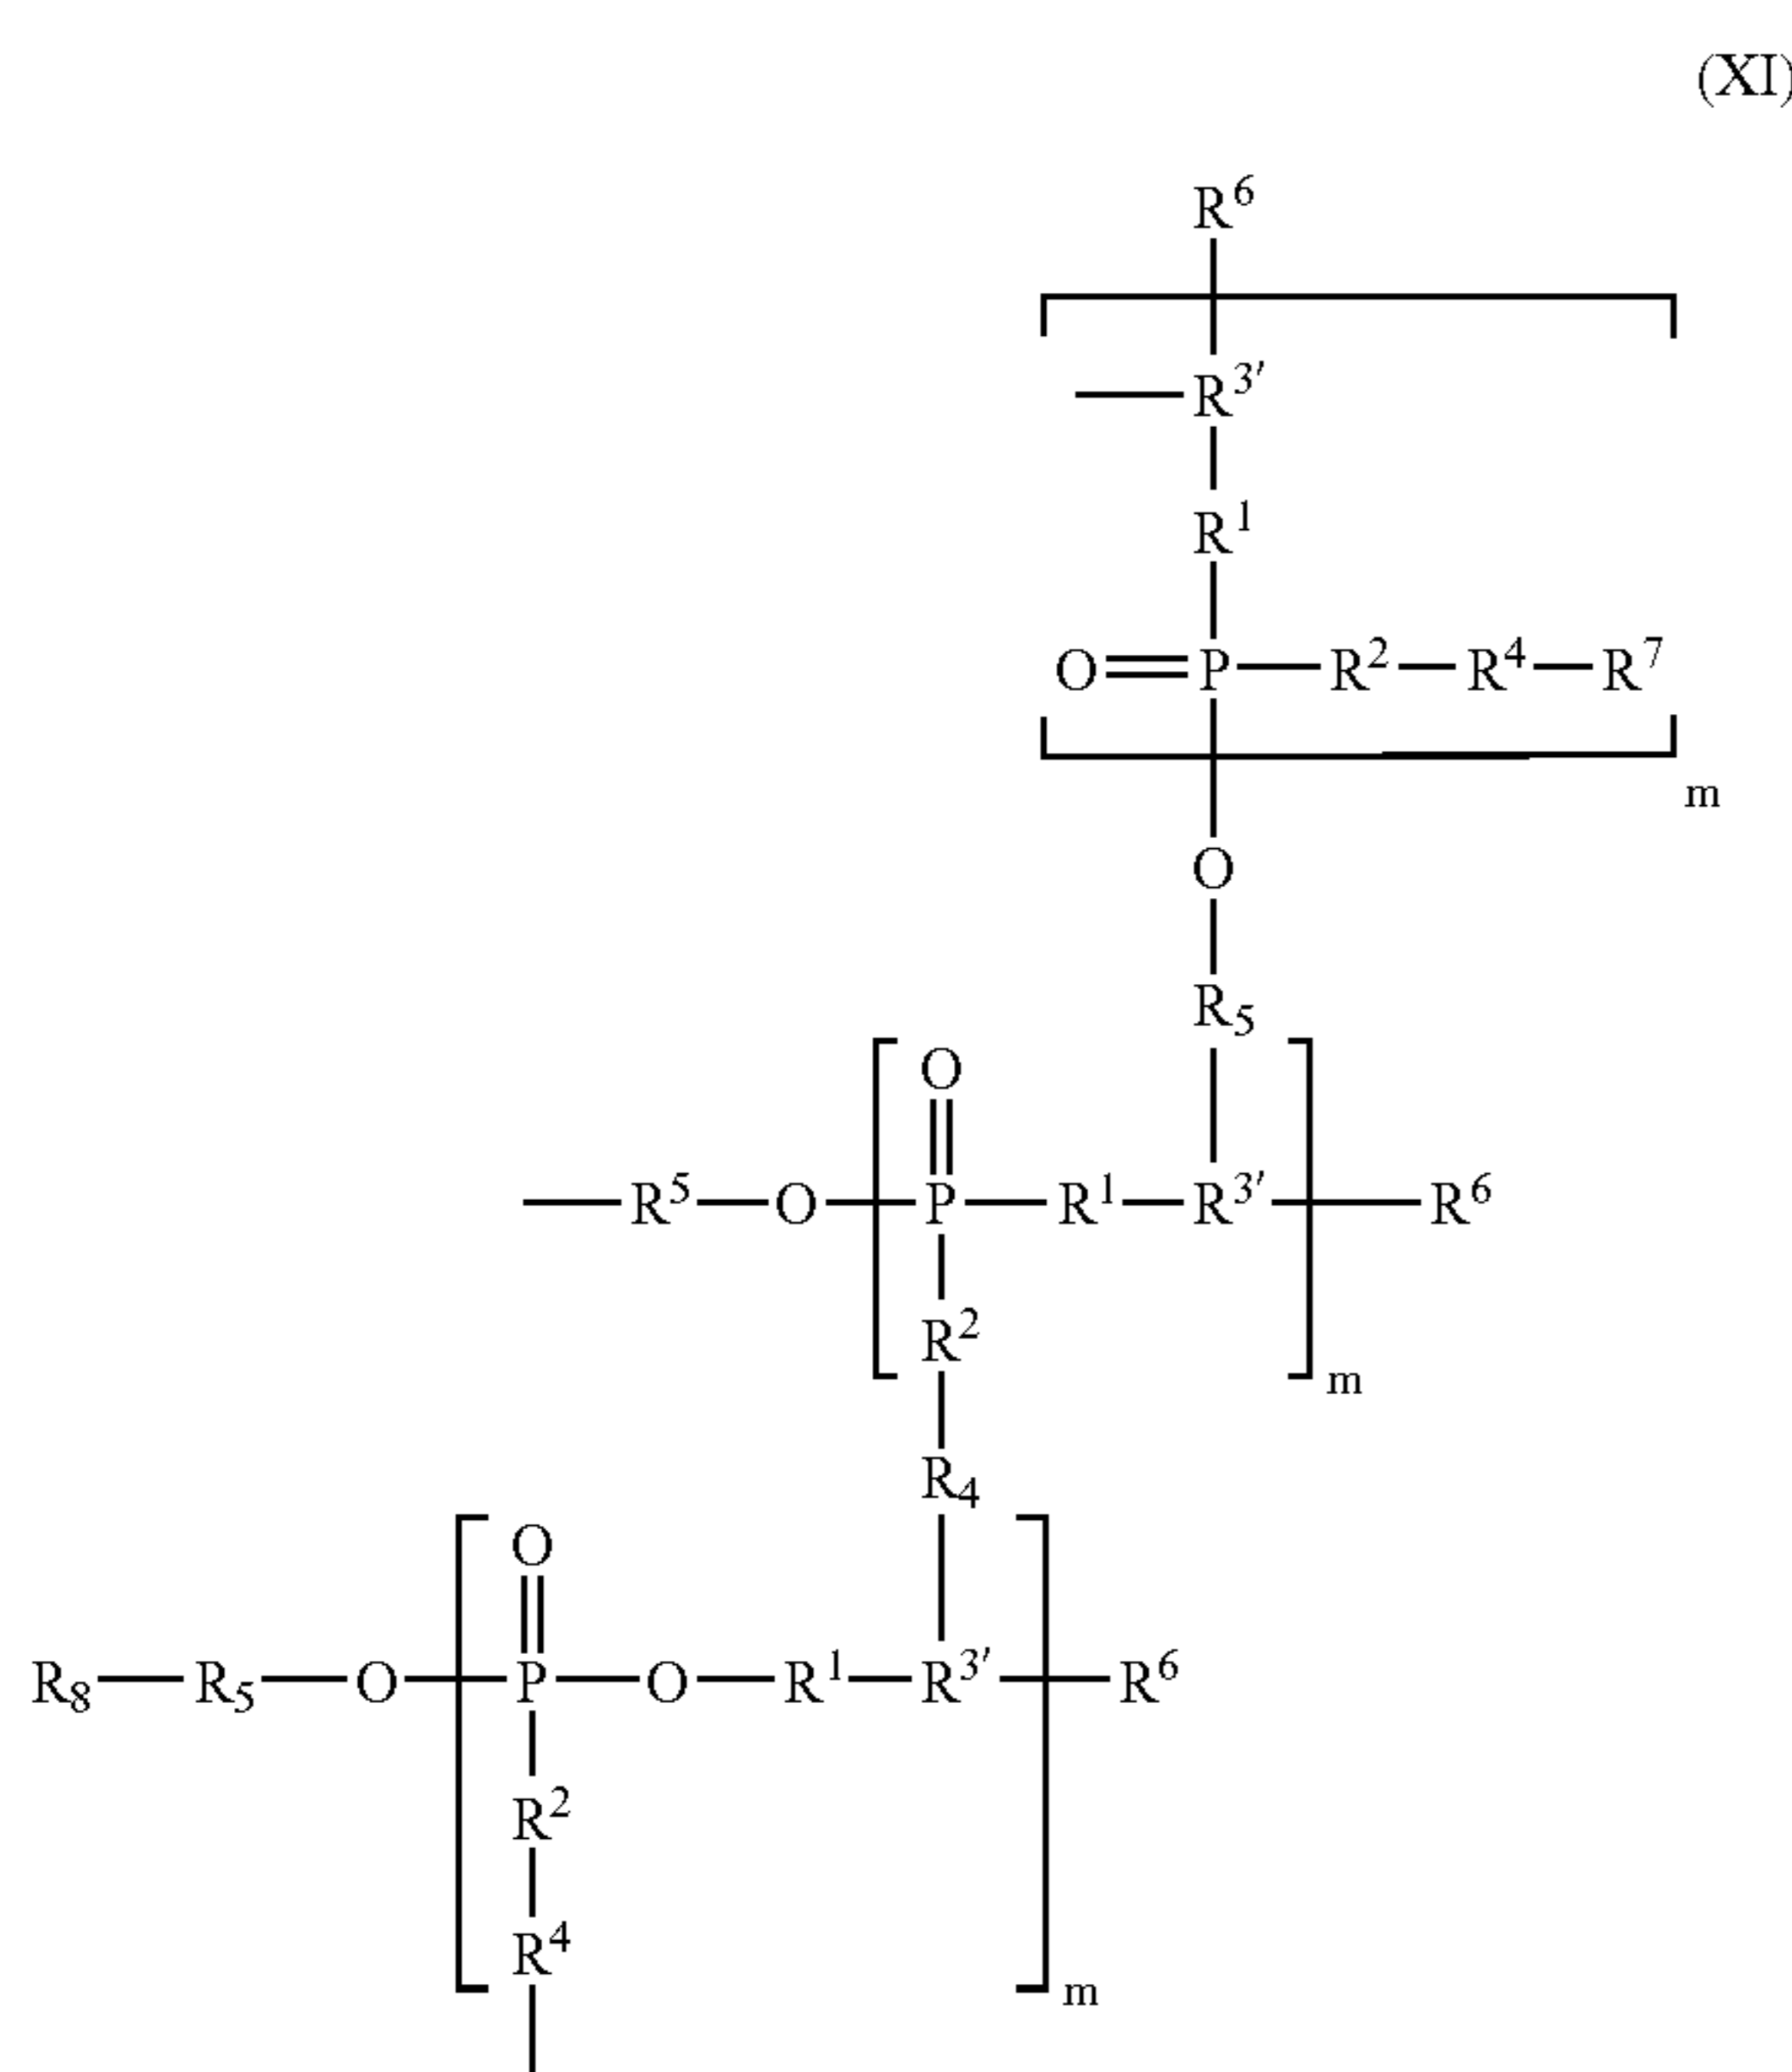 (XI)
R⁶
R³′
R¹
O P R² R⁴ R⁷
m
O
R₅
O
R⁵ O P R¹ R³′ R⁶
R²
m
R₄
O
R₈ R₅ O P O R¹ R³′ R⁶
R²
R⁴
m